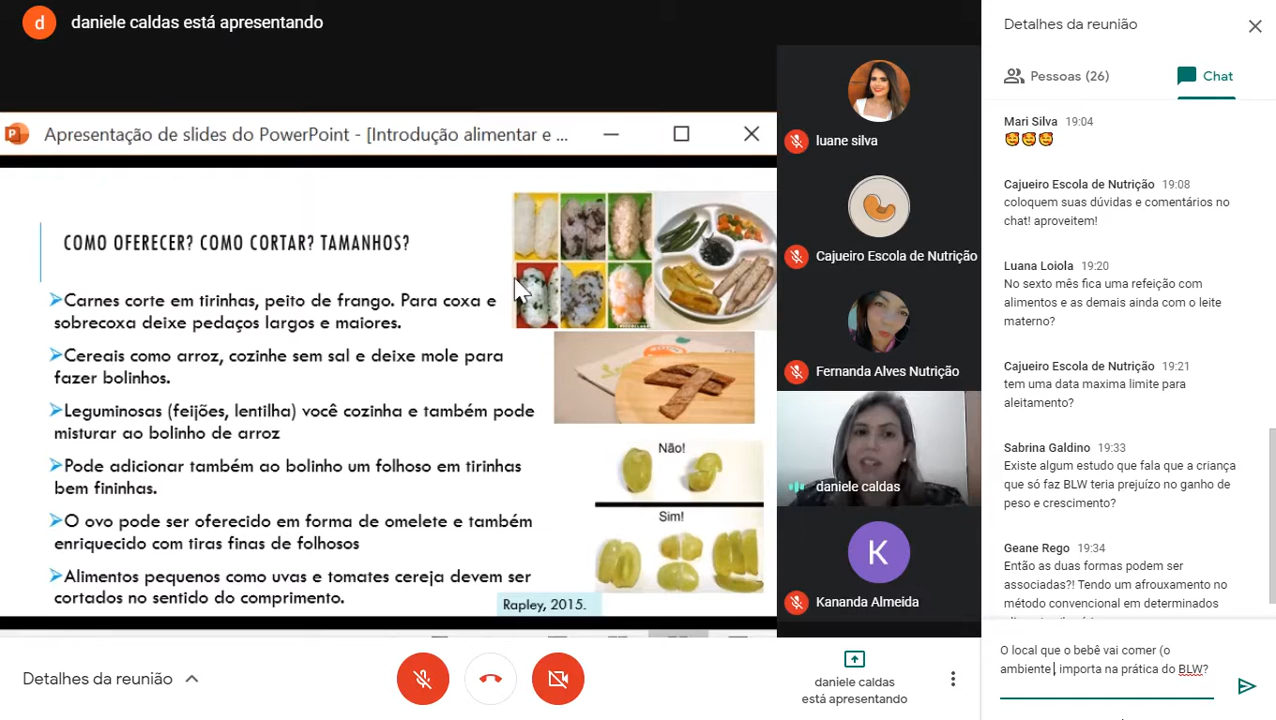 d
daniele caldas está apresentando
Apresentação de slides do PowerPoint - [Introdução alimentar e ...
COMO OFERECER? COMO CORTAR? TAMANHOS?
➢Carnes corte em tirinhas, peito de frango. Para coxa e
sobrecoxa deixe pedaços largos e maiores.
➢Cereais como arroz, cozinhe sem sal e deixe mole para
fazer bolinhos.
➢Leguminosas (feijões, lentilha) você cozinha e também pode
misturar ao bolinho de arroz
➢Pode adicionar também ao bolinho um folhoso em tirinhas
bem fininhas.
➢O ovo pode ser oferecido em forma de omelete e também
enriquecido com tiras finas de folhosos
➢Alimentos pequenos como uvas e tomates cereja devem ser
cortados no sentido do comprimento.
Não!
Sim!
Rapley, 2015.
luane silva
Cajueiro Escola de Nutrição
Fernanda Alves Nutrição
daniele caldas
K
Kananda Almeida
Detalhes da reunião
daniele caldas
está apresentando
Detalhes da reunião
Pessoas (26)
Chat
Mari Silva 19:04
🥰🥰🥰
Cajueiro Escola de Nutrição 19:08
coloquem suas dúvidas e comentários no
chat! aproveitem!
Luana Loiola 19:20
No sexto mês fica uma refeição com
alimentos e as demais ainda com o leite
materno?
Cajueiro Escola de Nutrição 19:21
tem uma data maxima limite para
aleitamento?
Sabrina Galdino 19:33
Existe algum estudo que fala que a criança
que só faz BLW teria prejuízo no ganho de
peso e crescimento?
Geane Rego 19:34
Então as duas formas podem ser
associadas?! Tendo um afrouxamento no
método convencional em determinados
O local que o bebê vai comer (o
ambiente , importa na prática do BLW?